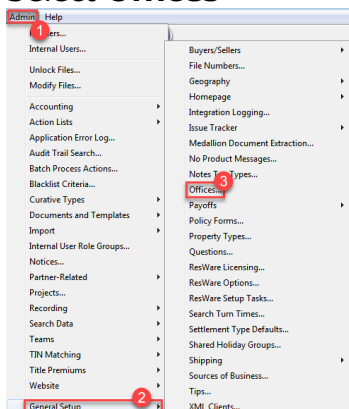 Admin Help
1
Internal Users...
Unlock Files...
Modify Files...
Accounting
Action Lists
Application Error Log...
Audit Trail Search...
Batch Process Actions...
Blacklist Criteria...
Curative Types
Documents and Templates
Import
Internal User Role Groups...
Notices...
Partner-Related
Projects...
Recording
Search Data
Teams
TIN Matching
Title Premiums
Website
2
General Setup
Buyers/Sellers
File Numbers...
Geography
Homepage
Integration Logging...
Issue Tracker
Medallion Document Extraction...
No Product Messages...
Notes Types...
3
Offices...
Payoffs
Policy Forms...
Property Types...
Questions...
ResWare Licensing...
ResWare Options...
ResWare Setup Tasks...
Search Turn Times...
Settlement Type Defaults...
Shared Holiday Groups...
Shipping
Sources of Business...
Tips...
XML Clients...